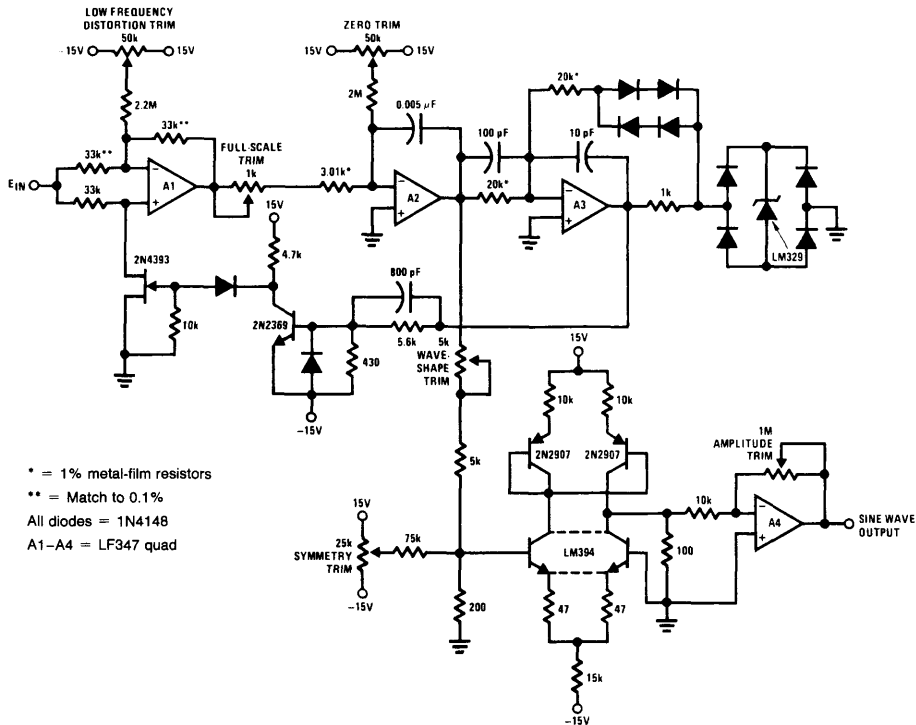 LOW FREQUENCY
DISTORTION TRIM
50k
-15V
15V
2.2M
33k**
33k**
33k
E IN
A1
FULL-SCALE
TRIM
1k
ZERO TRIM
50k
-15V
15V
2M
0.005 µF
3.01k*
A2
100 pF
20k*
20k*
10 pF
A3
1k
LM329
2N4393
10k
15V
4.7k
2N2369
-15V
430
800 pF
5.6k
5k
WAVE-
SHAPE
TRIM
5k
15V
25k
SYMMETRY
TRIM
-15V
75k
200
15V
10k
10k
2N2907
2N2907
LM394
47
47
15k
-15V
100
10k
1M
AMPLITUDE
TRIM
A4
SINE WAVE
OUTPUT
* = 1% metal-film resistors
** = Match to 0.1%
All diodes = 1N4148
A1–A4 = LF347 quad